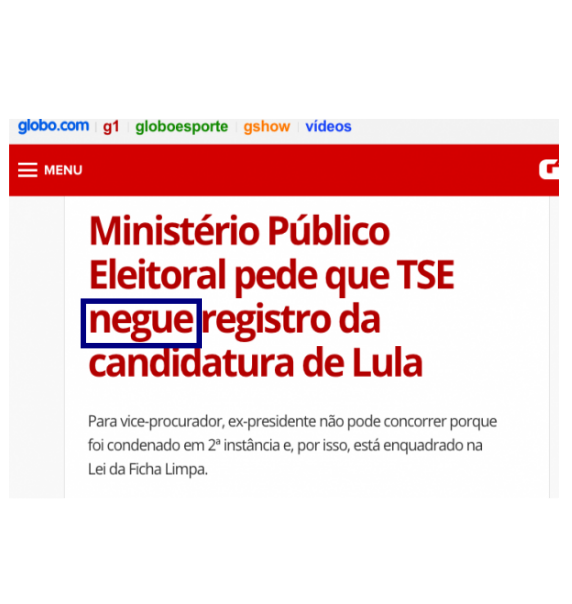 globo.com g1 globoesporte gshow vídeos
MENU
Ministério Público
Eleitoral pede que TSE
negue registro da
candidatura de Lula
Para vice-procurador, ex-presidente não pode concorrer porque
foi condenado em 2ª instância e, por isso, está enquadrado na
Lei da Ficha Limpa.